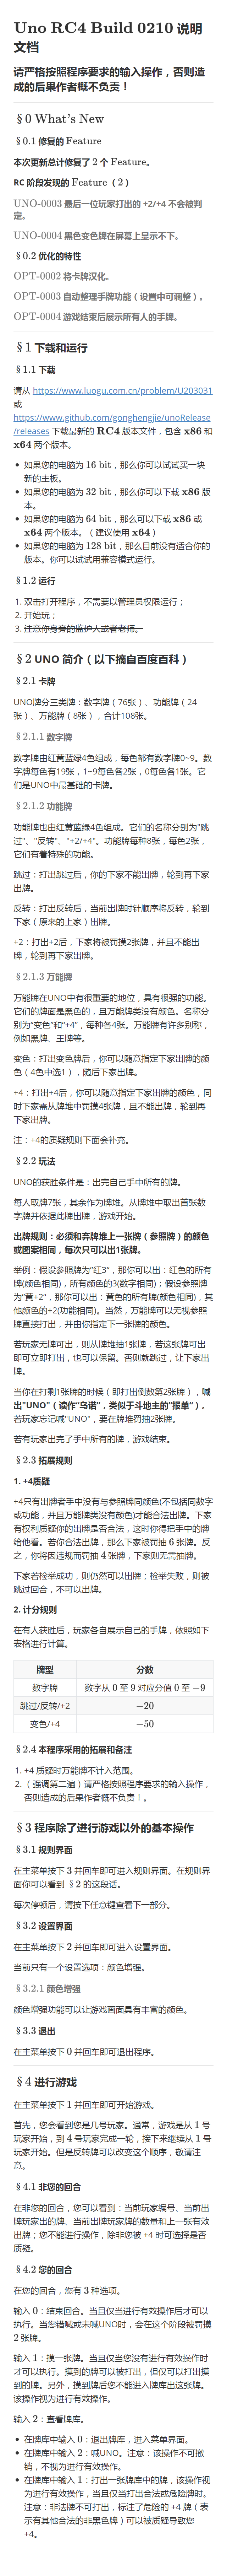 Uno RC4 Build 0210 说明
文档
请严格按照程序要求的输入操作，否则造
成的后果作者概不负责！
§0 What's New
§0.1 修复的 Feature
本次更新总计修复了 2 个 Feature。
RC 阶段发现的 Feature（2）
UNO-0003 最后一位玩家打出的 +2/+4 不会被判
定。
UNO-0004 黑色变色牌在屏幕上显示不下。
§0.2 优化的特性
OPT-0002 将卡牌汉化。
OPT-0003 自动整理手牌功能（设置中可调整）。
OPT-0004 游戏结束后展示所有人的手牌。
§1 下载和运行
§1.1 下载
请从 https://www.luogu.com.cn/problem/U203031
或
https://www.github.com/gonghengjie/unoRelease
/releases 下载最新的 RC4 版本文件，包含 x86 和
x64 两个版本。
如果您的电脑为 16 bit，那么你可以试试买一块
新的主板。
如果您的电脑为 32 bit，那么你可以下载 x86 版
本。
如果您的电脑为 64 bit，那么可以下载 x86 或
x64 两个版本。（建议使用 x64）
如果您的电脑为 128 bit，那么目前没有适合你的
版本。你可以试试用兼容模式运行。
§1.2 运行
1. 双击打开程序，不需要以管理员权限运行；
2. 开始玩；
3. 注意你身旁的监护人或者老师。
§2 UNO 简介（以下摘自百度百科）
§2.1 卡牌
UNO牌分三类牌：数字牌（76张）、功能牌（24
张）、万能牌（8张），合计108张。
§2.1.1 数字牌
数字牌由红黄蓝绿4色组成，每色都有数字牌0~9。数
字牌每色有19张，1~9每色各2张，0每色各1张。它
们是UNO中最基础的卡牌。
§2.1.2 功能牌
功能牌也由红黄蓝绿4色组成。它们的名称分别为"跳
过"、"反转"、"+2/+4"。功能牌每种8张，每色2张，
它们有着特殊的功能。
跳过：打出跳过后，你的下家不能出牌，轮到再下家
出牌。
反转：打出反转后，当前出牌时针顺序将反转，轮到
下家（原来的上家）出牌。
+2：打出+2后，下家将被罚摸2张牌，并且不能出
牌，轮到再下家出牌。
§2.1.3 万能牌
万能牌在UNO中有很重要的地位，具有很强的功能。
它们的牌面是黑色的，且万能牌类没有颜色。名称分
别为"变色"和"+4"，每种各4张。万能牌有许多别称，
例如黑牌、王牌等。
变色：打出变色牌后，你可以随意指定下家出牌的颜
色（4色中选1），随后下家出牌。
+4：打出+4后，你可以随意指定下家出牌的颜色，同
时下家需从牌堆中罚摸4张牌，且不能出牌，轮到再
下家出牌。
注：+4的质疑规则下面会补充。
§2.2 玩法
UNO的获胜条件是：出完自己手中所有的牌。
每人取牌7张，其余作为牌堆。从牌堆中取出首张数
字牌并依据此牌出牌，游戏开始。
出牌规则：必须和弃牌堆上一张牌（参照牌）的颜色
或图案相同，每次只可以出1张牌。
举例：假设参照牌为"红3"，那你可以出：红色的所有
牌(颜色相同)，所有颜色的3(数字相同)；假设参照牌
为"黄+2"，那你可以出：黄色的所有牌(颜色相同)，其
他颜色的+2(功能相同)。当然，万能牌可以无视参照
牌直接打出，并由你指定下一张牌的颜色。
若玩家无牌可出，则从牌堆抽1张牌，若这张牌可出
即可立即打出，也可以保留。否则就跳过，让下家出
牌。
当你在打剩1张牌的时候（即打出倒数第2张牌），喊
出"UNO"（读作"乌诺"，类似于斗地主的"报单"）。
若玩家忘记喊"UNO"，要在牌堆罚抽2张牌。
若有玩家出完了手中所有的牌，游戏结束。
§2.3 拓展规则
1. +4质疑
+4只有出牌者手中没有与参照牌同颜色(不包括同数字
或功能，并且万能牌类没有颜色)才能合法出牌。下家
有权利质疑你的出牌是否合法，这时你得把手中的牌
给他看。若你合法出牌，那么下家被罚抽 6 张牌。反
之，你将因违规而罚抽 4 张牌，下家则无需抽牌。
下家若检举成功，则仍然可以出牌；检举失败，则被
跳过回合，不可以出牌。
2. 计分规则
在有人获胜后，玩家各自展示自己的手牌，依照如下
表格进行计算。
牌型 分数
数字牌 数字从 0 至 9 对应分值 0 至 −9
跳过/反转/+2 −20
变色/+4 −50
§2.4 本程序采用的拓展和备注
1. +4 质疑时万能牌不计入范围。
2. （强调第二遍）请严格按照程序要求的输入操作，
否则造成的后果作者概不负责！。
§3 程序除了进行游戏以外的基本操作
§3.1 规则界面
在主菜单按下 3 并回车即可进入规则界面。在规则界
面你可以看到 §2 的这段话。
每次停顿后，请按下任意键查看下一部分。
§3.2 设置界面
在主菜单按下 2 并回车即可进入设置界面。
当前只有一个设置选项：颜色增强。
§3.2.1 颜色增强
颜色增强功能可以让游戏画面具有丰富的颜色。
§3.3 退出
在主菜单按下 0 并回车即可退出程序。
§4 进行游戏
在主菜单按下 1 并回车即可开始游戏。
首先，您会看到您是几号玩家。通常，游戏是从 1 号
玩家开始，到 4 号玩家完成一轮，接下来继续从 1 号
玩家开始。但是反转牌可以改变这个顺序，敬请注
意。
§4.1 非您的回合
在非您的回合，您可以看到：当前玩家编号、当前出
牌玩家出的牌、当前出牌玩家牌的数量和上一张有效
出牌；您不能进行操作，除非您被 +4 时可选择是否
质疑。
§4.2 您的回合
在您的回合，您有 3 种选项。
输入 0：结束回合。当且仅当进行有效操作后才可以
执行。当您错喊或未喊UNO时，会在这个阶段被罚摸
2 张牌。
输入 1：摸一张牌。当且仅当您没有进行有效操作时
才可以执行。摸到的牌可以被打出，但仅可以打出摸
到的牌。另外，摸到牌后您不能进入牌库出这张牌。
该操作视为进行有效操作。
输入 2：查看牌库。
在牌库中输入 0：退出牌库，进入菜单界面。
在牌库中输入 2：喊UNO。注意：该操作不可撤
销，不视为进行有效操作。
在牌库中输入 1：打出一张牌库中的牌，该操作视
为进行有效操作，当且仅当打出合法或危险牌时。
注意：非法牌不可打出，标注了危险的 +4 牌（表
示有其他合法的非黑色牌）可以被质疑导致您
+4。